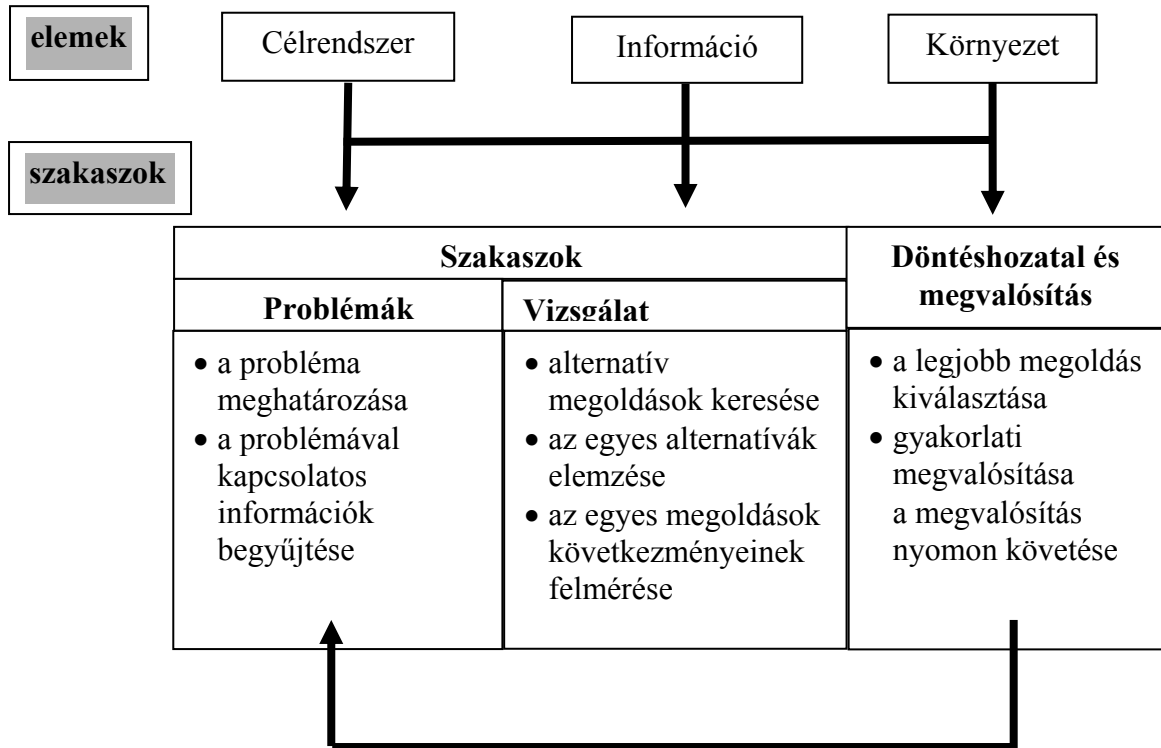 elemek
Célrendszer
Információ
Környezet
szakaszok
Szakaszok
Döntéshozatal és
megvalósítás
Problémák
Vizsgálat
• a probléma
meghatározása
• a problémával
kapcsolatos
információk
begyűjtése
• alternatív
megoldások keresése
• az egyes alternatívák
elemzése
• az egyes megoldások
következményeinek
felmérése
• a legjobb megoldás
kiválasztása
• gyakorlati
megvalósítása
a megvalósítás
nyomon követése